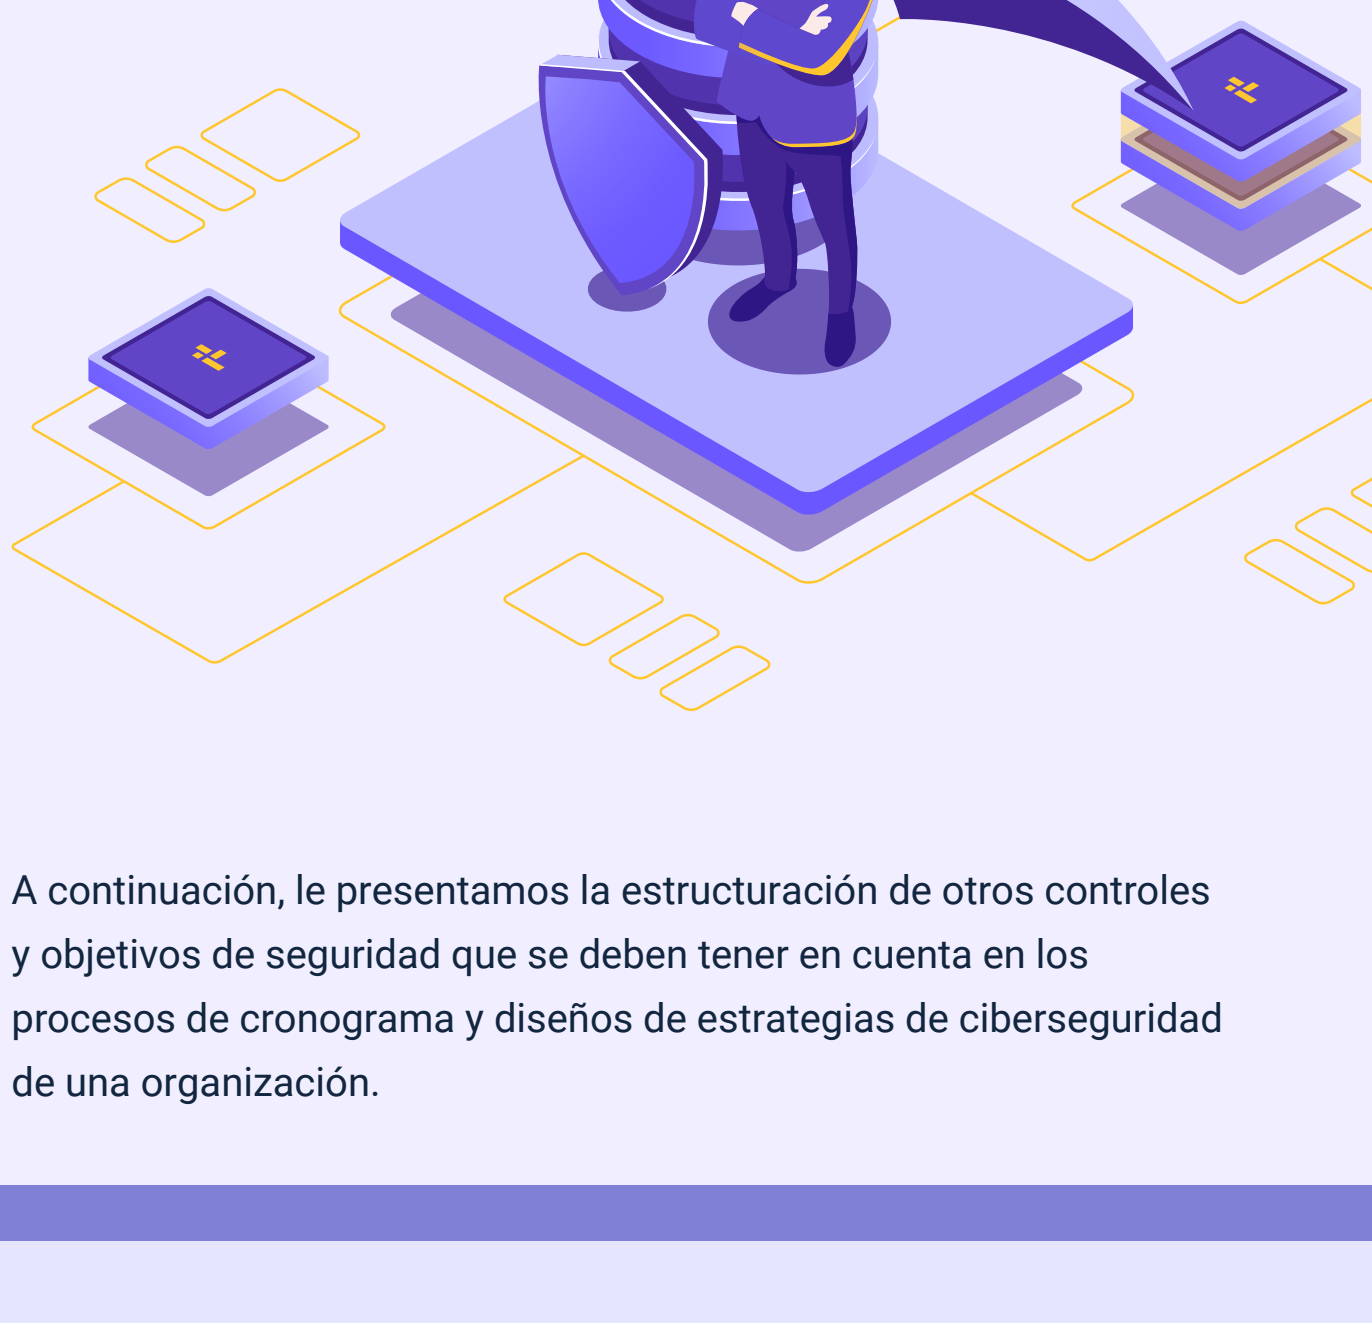 A continuación, le presentamos la estructuración de otros controles
y objetivos de seguridad que se deben tener en cuenta en los
procesos de cronograma y diseños de estrategias de ciberseguridad
de una organización.